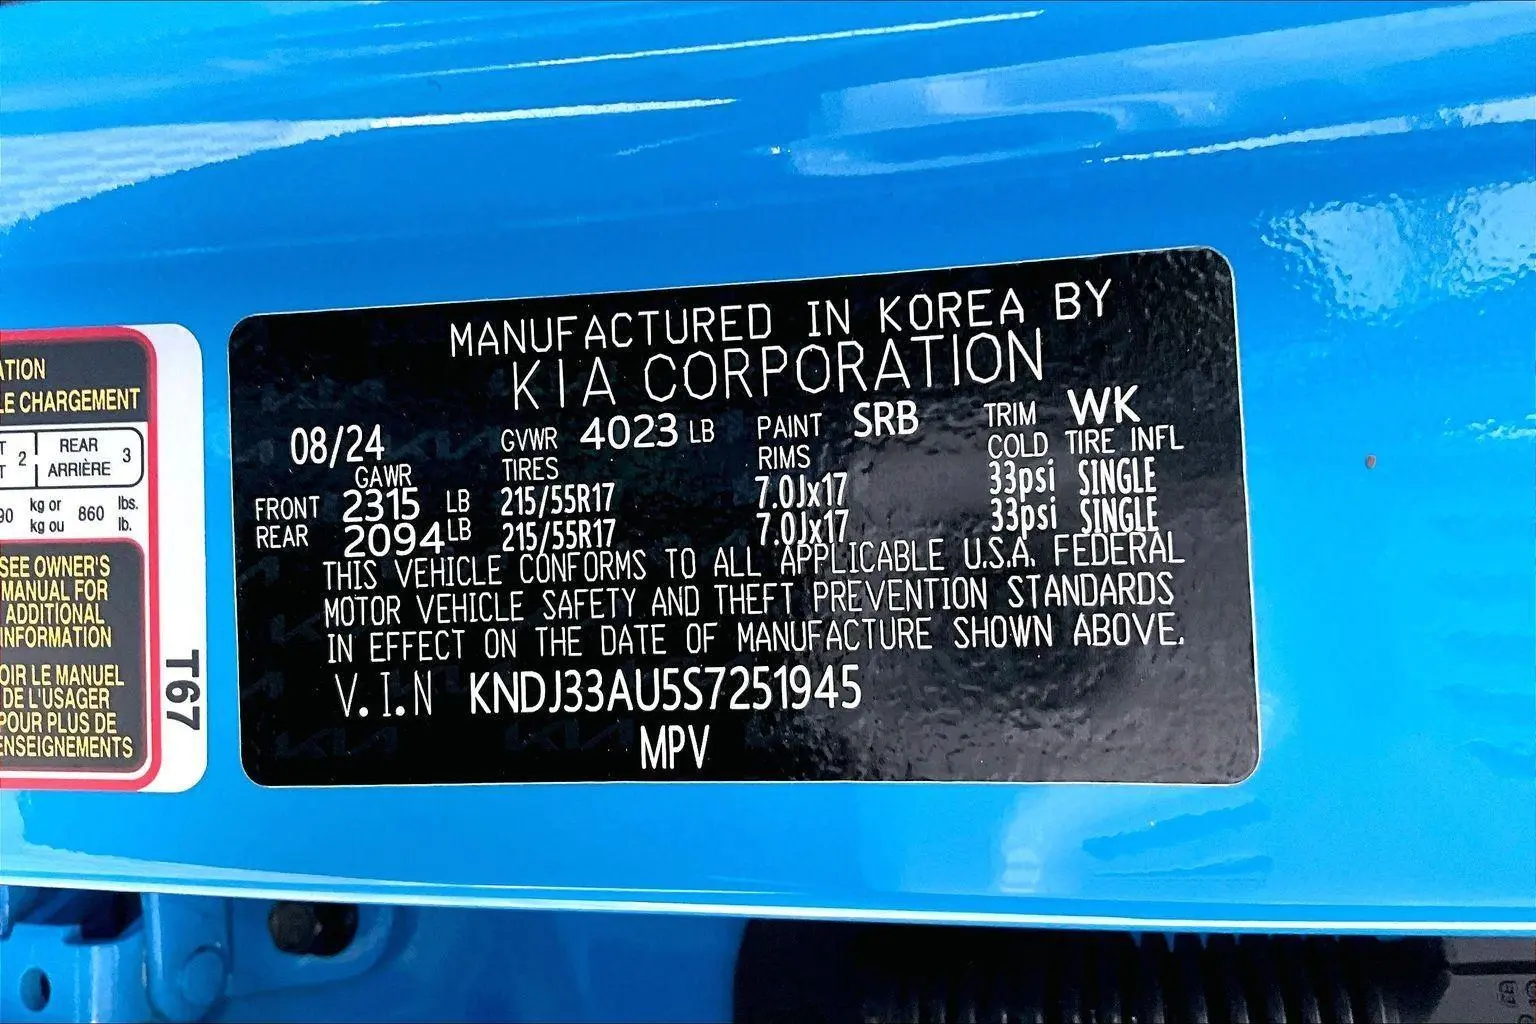 MANUFACTURED IN KOREA BY
KIA CORPORATION
08/24 GVWR 4023 LB PAINT SRB TRIM WK
GAWR TIRES RIMS COLD TIRE INFL
FRONT 2315 LB 215/55R17 7.0Jx17 33psi SINGLE
REAR 2094 LB 215/55R17 7.0Jx17 33psi SINGLE
THIS VEHICLE CONFORMS TO ALL APPLICABLE U.S.A. FEDERAL
MOTOR VEHICLE SAFETY AND THEFT PREVENTION STANDARDS
IN EFFECT ON THE DATE OF MANUFACTURE SHOWN ABOVE.
V.I.N KNDJ33AU5S7251945
MPV
CHARGEMENT
2 REAR 3
ARRIÈRE
kg or 860 lbs.
kg ou lb.
SEE OWNER'S
MANUAL FOR
ADDITIONAL
INFORMATION
LE MANUEL
DE L'USAGER
POUR PLUS DE
T67